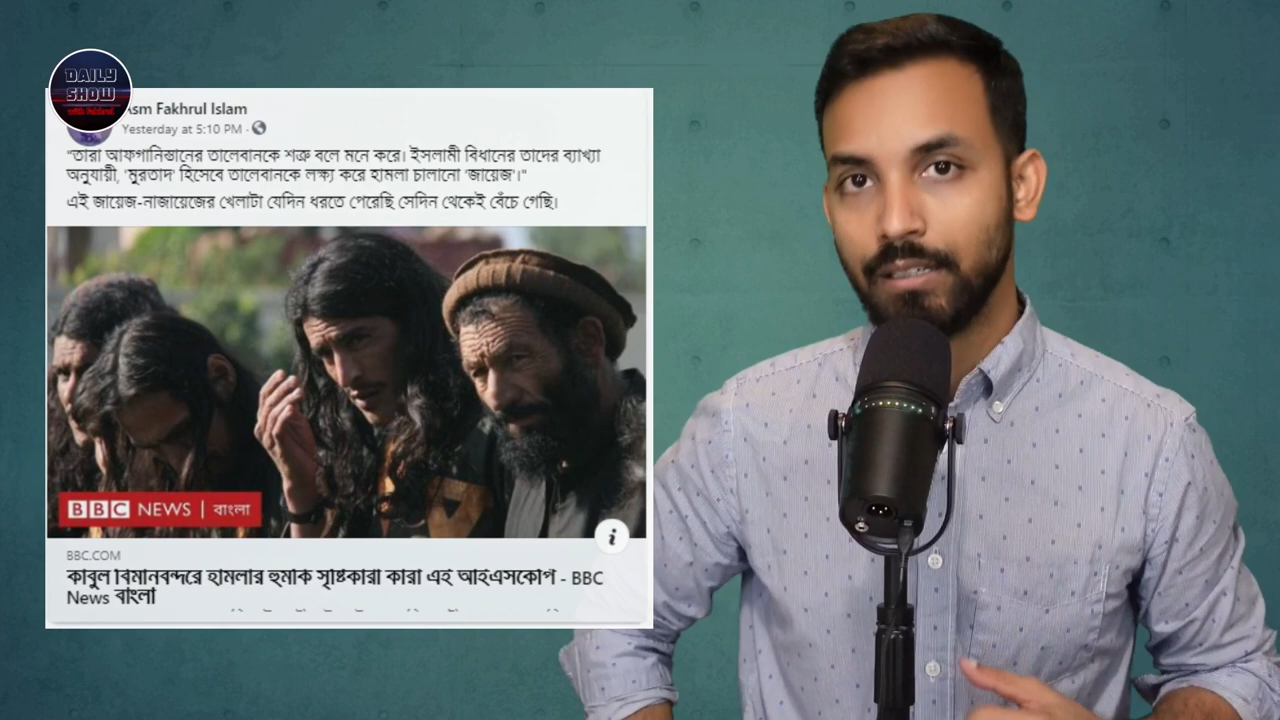 DAILY
SHOW
Asm Fakhrul Islam
Yesterday at 5:10 PM ·
"তারা আফগানিস্তানের তালেবানকে শত্রু বলে মনে করে। ইসলামী বিধানের তাদের ব্যাখ্যা
অনুযায়ী, 'মুরতাদ' হিসেবে তালেবানকে লক্ষ্য করে হামলা চালানো 'জায়েজ'।"
এই জায়েজ-নাজায়েজের খেলাটা যেদিন ধরতে পেরেছি সেদিন থেকেই বেঁচে গেছি।
BBC NEWS | বাংলা
i
BBC.COM
কাবুল বিমানবন্দরে হামলার হুমকি সৃষ্টিকারী কারা এই আইএসকেপি - BBC
News বাংলা